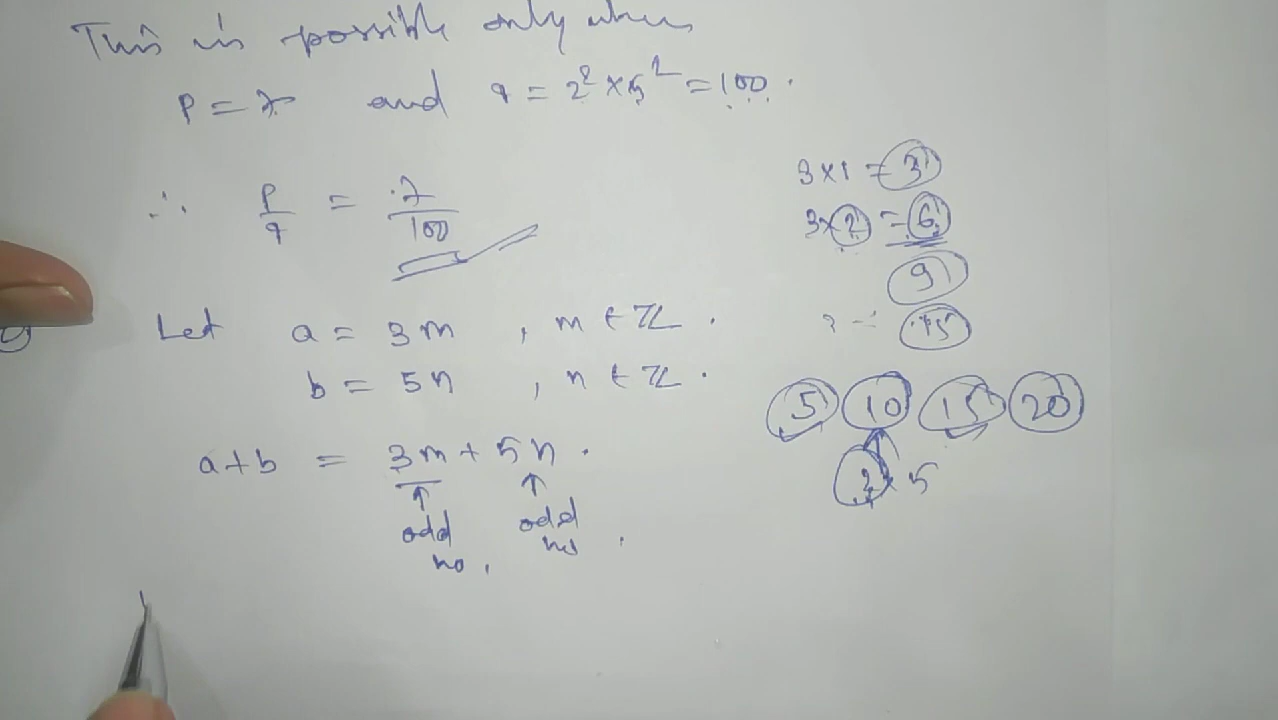 This is possible only when
P = 7 and q = 2² × 5² = 100.
∴ P/q = 7/100
Let a = 3m , m ∈ ℤ.
b = 5n , n ∈ ℤ.
a+b = 3m + 5n.
↑ ↑
odd no. odd no.
3×1 = 3
3×2 = 6
9
15
5 10 15 20
2×5